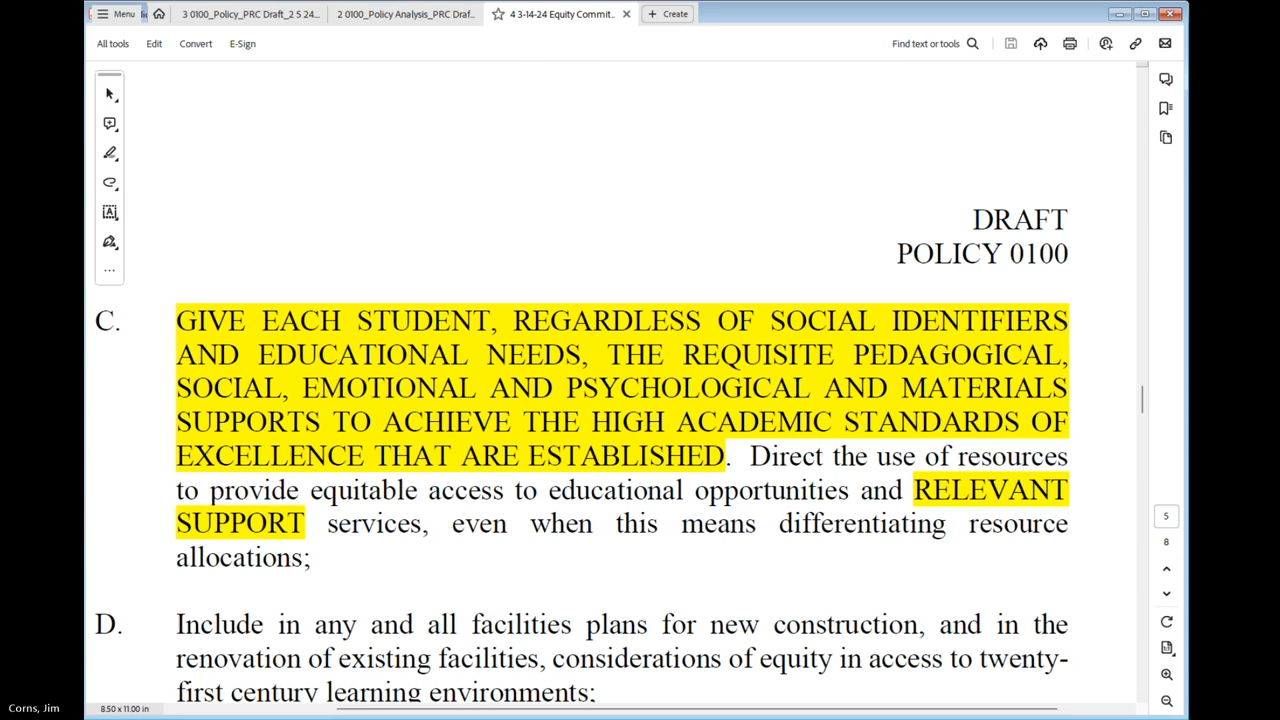 Menu
3 0100_Policy_PRC Draft_2 5 24...
2 0100_Policy Analysis_PRC Draf...
4 3-14-24 Equity Commit...
Create
All tools
Edit
Convert
E-Sign
Find text or tools
DRAFT
POLICY 0100
C. GIVE EACH STUDENT, REGARDLESS OF SOCIAL IDENTIFIERS
AND EDUCATIONAL NEEDS, THE REQUISITE PEDAGOGICAL,
SOCIAL, EMOTIONAL AND PSYCHOLOGICAL AND MATERIALS
SUPPORTS TO ACHIEVE THE HIGH ACADEMIC STANDARDS OF
EXCELLENCE THAT ARE ESTABLISHED. Direct the use of resources
to provide equitable access to educational opportunities and RELEVANT
SUPPORT services, even when this means differentiating resource
allocations;
D. Include in any and all facilities plans for new construction, and in the
renovation of existing facilities, considerations of equity in access to twenty-
first century learning environments;
5
8
8.50 x 11.00 in
Corns, Jim